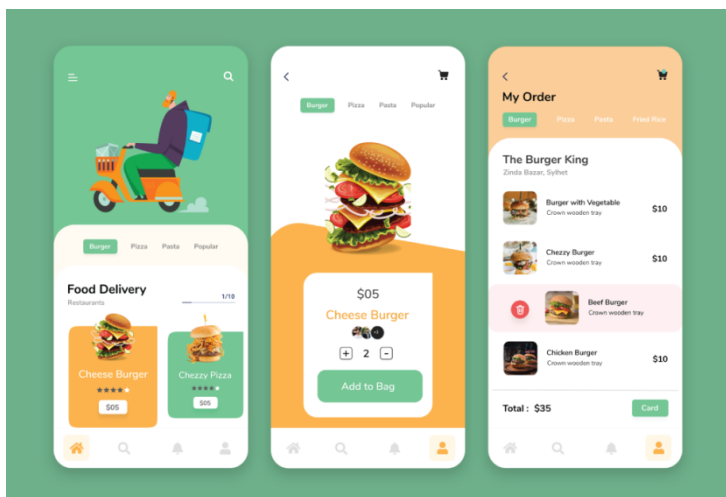 Burger Pizza Pasta Popular
Food Delivery
Restaurants
1/10
Cheese Burger
$05
Chezzy Pizza
$05
Burger Pizza Pasta Popular
$05
Cheese Burger
+ 2 -
Add to Bag
My Order
Burger Pizza Pasta Fried Rice
The Burger King
Zinda Bazar, Sylhet
Burger with Vegetable
Crown wooden tray
$10
Chezzy Burger
Crown wooden tray
$10
Beef Burger
Crown wooden tray
Chicken Burger
Crown wooden tray
$10
Total : $35
Card